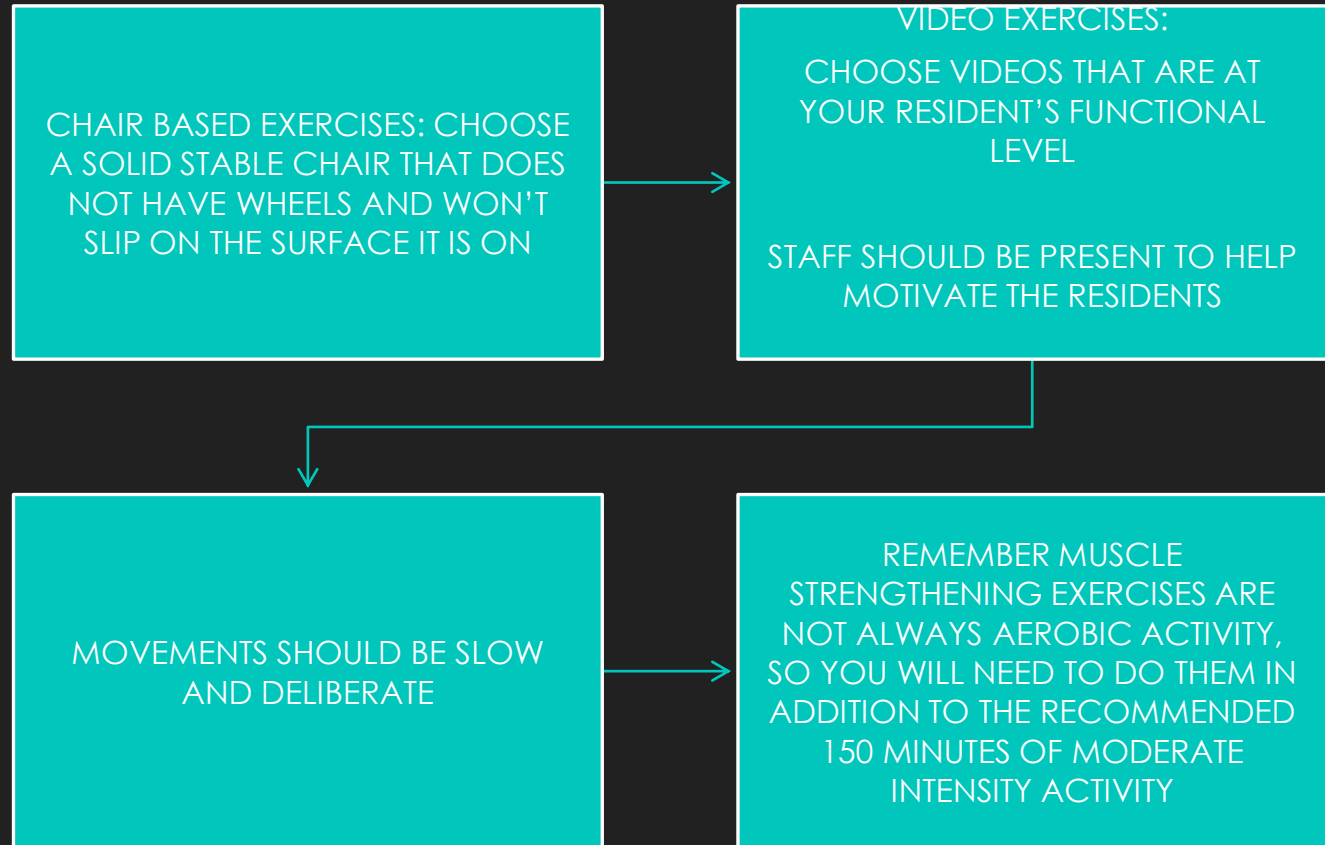 CHAIR BASED EXERCISES: CHOOSE
A SOLID STABLE CHAIR THAT DOES
NOT HAVE WHEELS AND WON’T
SLIP ON THE SURFACE IT IS ON
VIDEO EXERCISES:
CHOOSE VIDEOS THAT ARE AT
YOUR RESIDENT’S FUNCTIONAL
LEVEL
STAFF SHOULD BE PRESENT TO HELP
MOTIVATE THE RESIDENTS
MOVEMENTS SHOULD BE SLOW
AND DELIBERATE
REMEMBER MUSCLE
STRENGTHENING EXERCISES ARE
NOT ALWAYS AEROBIC ACTIVITY,
SO YOU WILL NEED TO DO THEM IN
ADDITION TO THE RECOMMENDED
150 MINUTES OF MODERATE
INTENSITY ACTIVITY